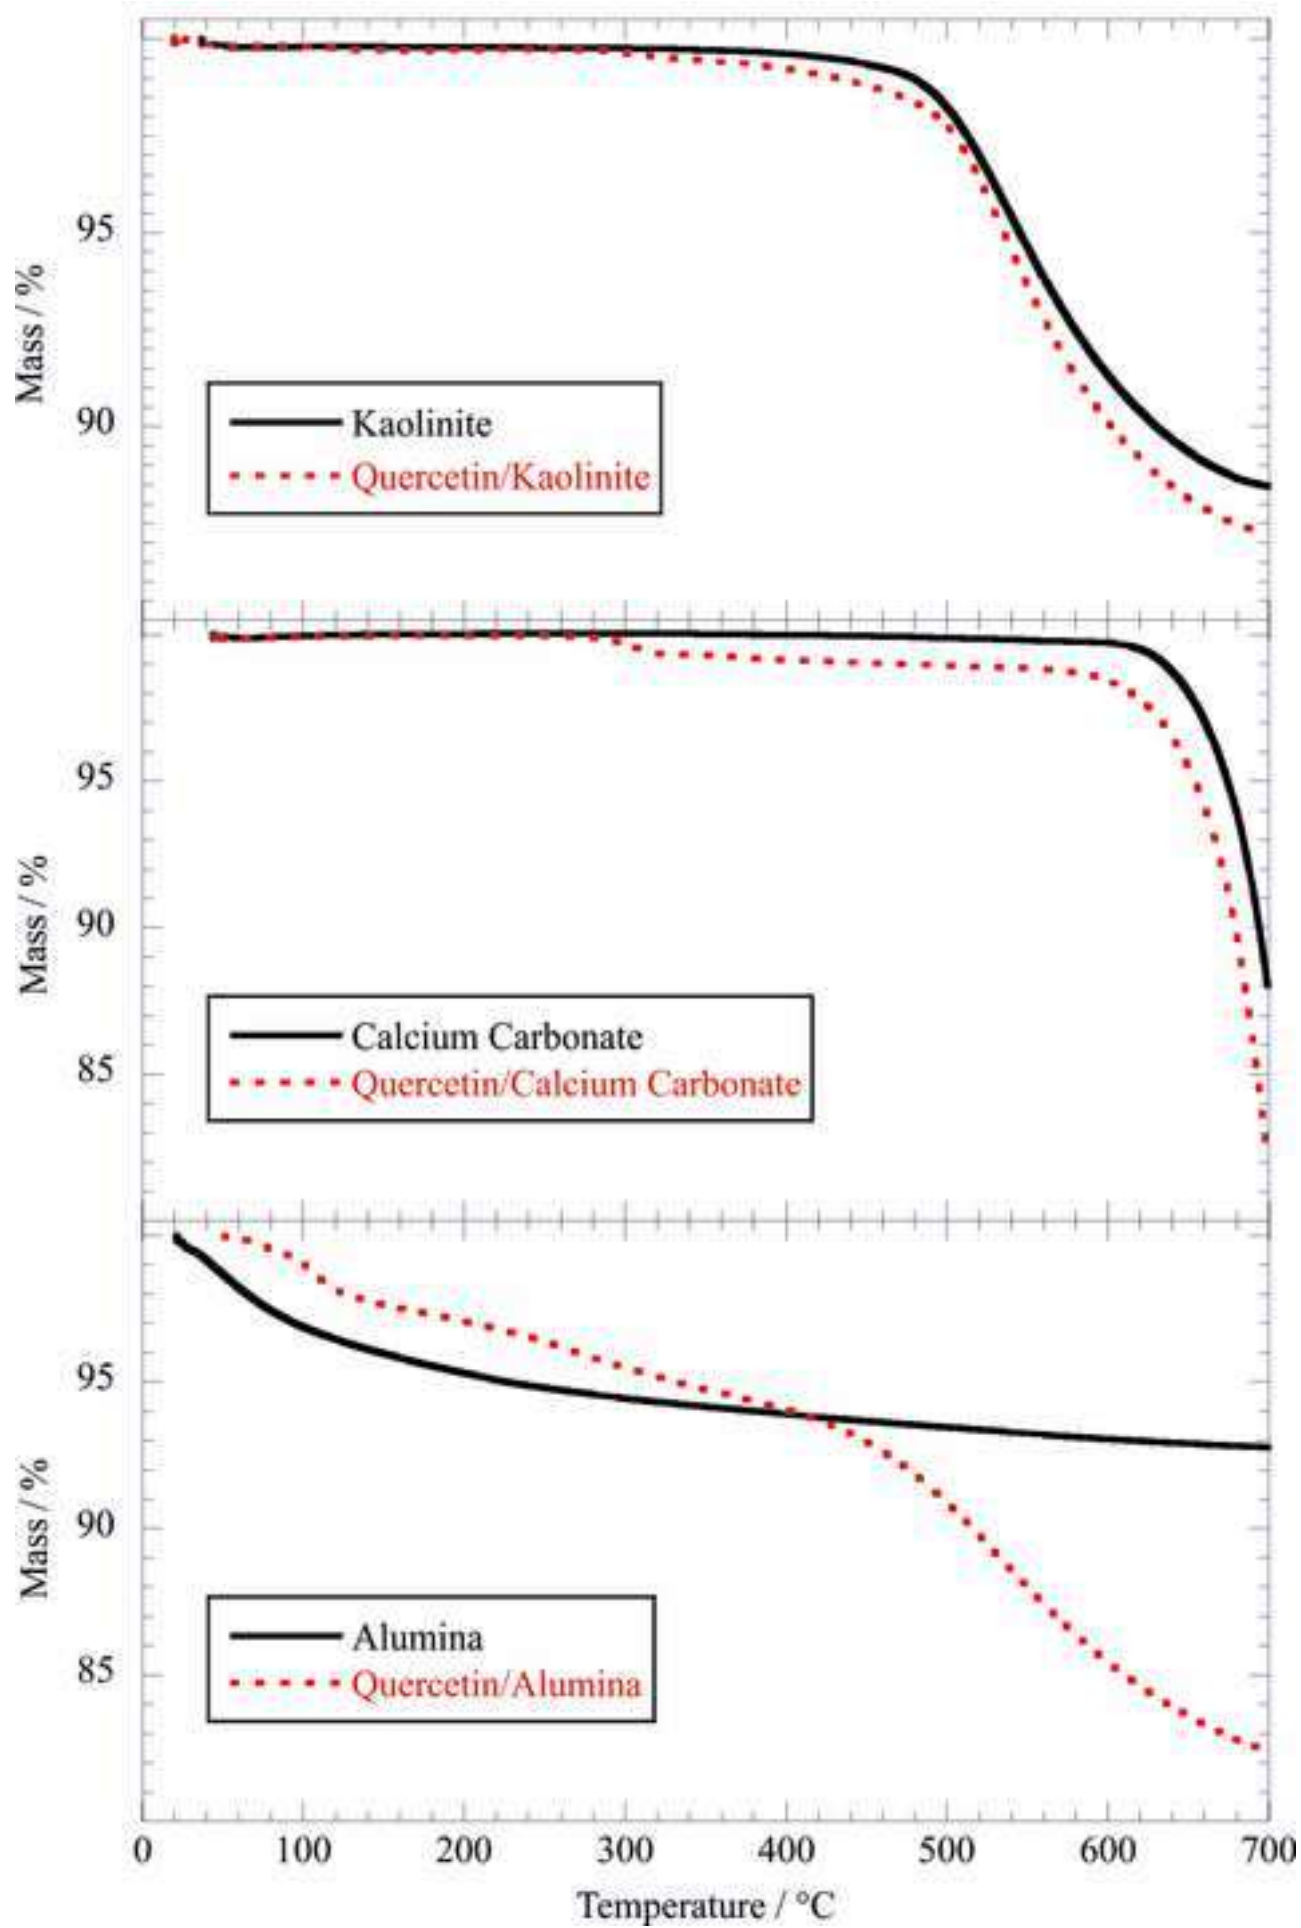 95
Mass / %
90
Kaolinite
Quercetin/Kaolinite
95
Mass / %
90
Calcium Carbonate
85
Quercetin/Calcium Carbonate
95
Mass / %
90
Alumina
85
Quercetin/Alumina
0 100 200 300 400 500 600 700
Temperature / °C